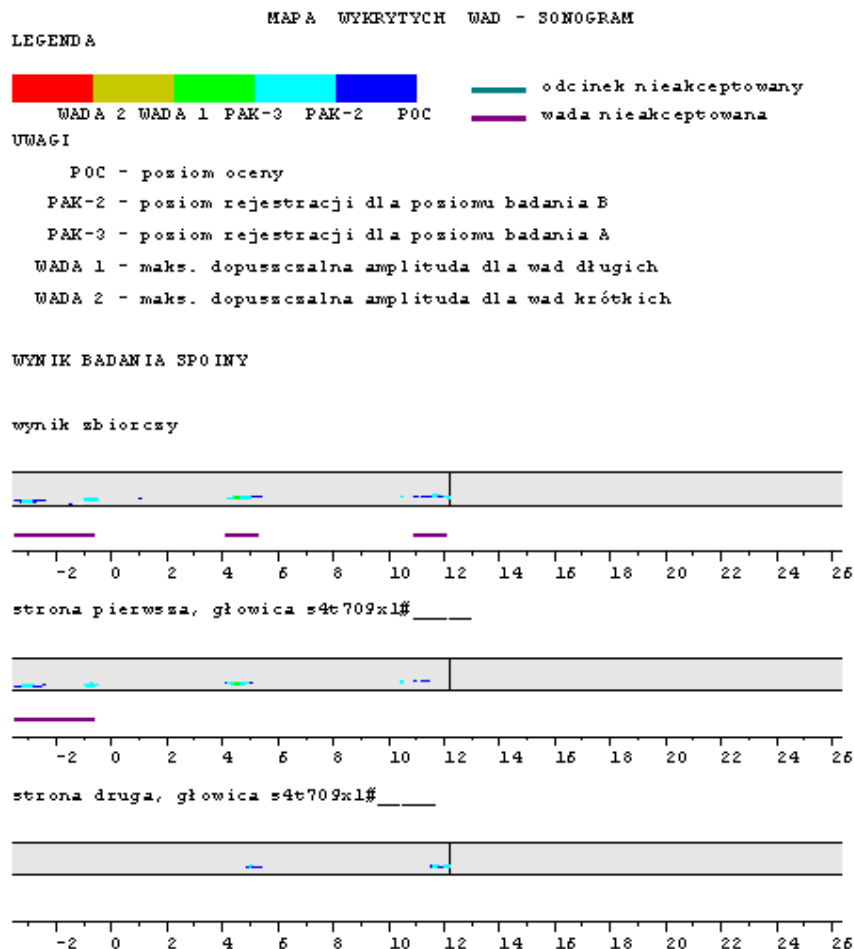 MAPA WYKRYTYCH WAD - SONOGRAM
LEGENDA
odcinek nieakceptowany
WADA 2 WADA 1 PAK-3 PAK-2 POC
wada nieakceptowana
UWAGI
POC - poziom oceny
PAK-2 - poziom rejestracji dla poziomu badania B
PAK-3 - poziom rejestracji dla poziomu badania A
WADA 1 - maks. dopuszczalna amplituda dla wad długich
WADA 2 - maks. dopuszczalna amplituda dla wad krótkich
WYNIK BADANIA SPOINY
wynik zbiorczy
-2 0 2 4 6 8 10 12 14 16 18 20 22 24 26
strona pierwsza, głowica s4t709x1#_____
-2 0 2 4 6 8 10 12 14 16 18 20 22 24 26
strona druga, głowica s4t709x1#_____
-2 0 2 4 6 8 10 12 14 16 18 20 22 24 26